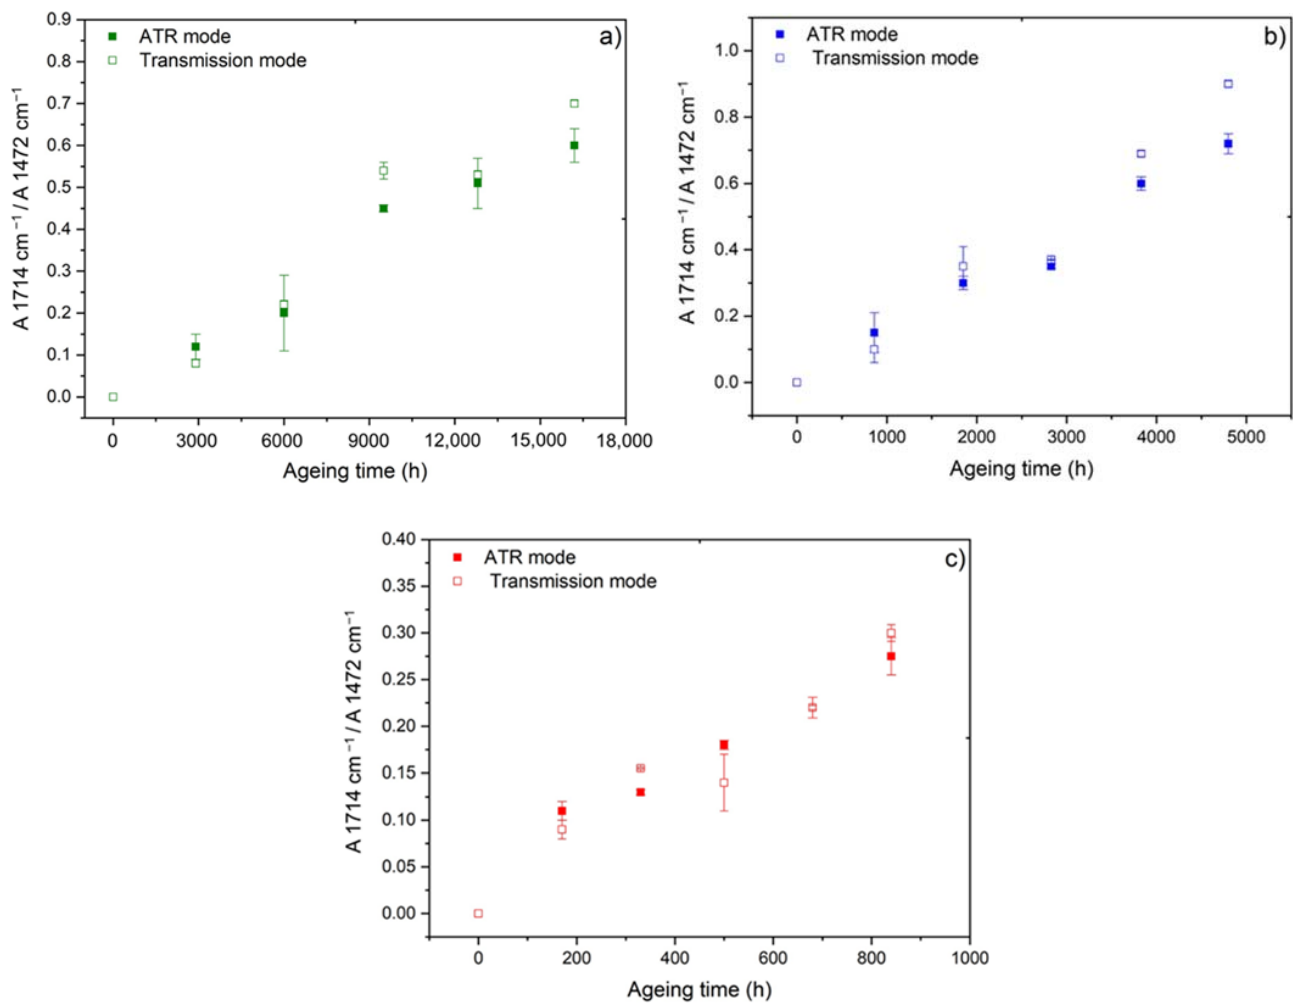 a)
ATR mode
Transmission mode
A 1714 cm⁻¹ / A 1472 cm⁻¹
0.9
0.8
0.7
0.6
0.5
0.4
0.3
0.2
0.1
0.0
0 3000 6000 9000 12,000 15,000 18,000
Ageing time (h)
b)
ATR mode
Transmission mode
A 1714 cm⁻¹ / A 1472 cm⁻¹
1.0
0.8
0.6
0.4
0.2
0.0
0 1000 2000 3000 4000 5000
Ageing time (h)
c)
ATR mode
Transmission mode
A 1714 cm⁻¹ / A 1472 cm⁻¹
0.40
0.35
0.30
0.25
0.20
0.15
0.10
0.05
0.00
0 200 400 600 800 1000
Ageing time (h)